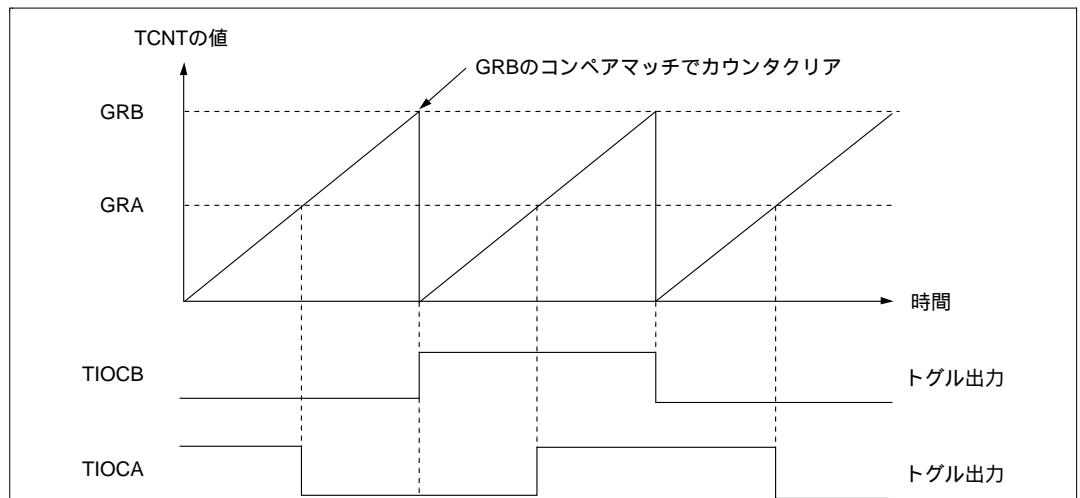 TCNTの値
GRBのコンペアマッチでカウンタクリア
GRB
GRA
時間
TIOCB
トグル出力
TIOCA
トグル出力